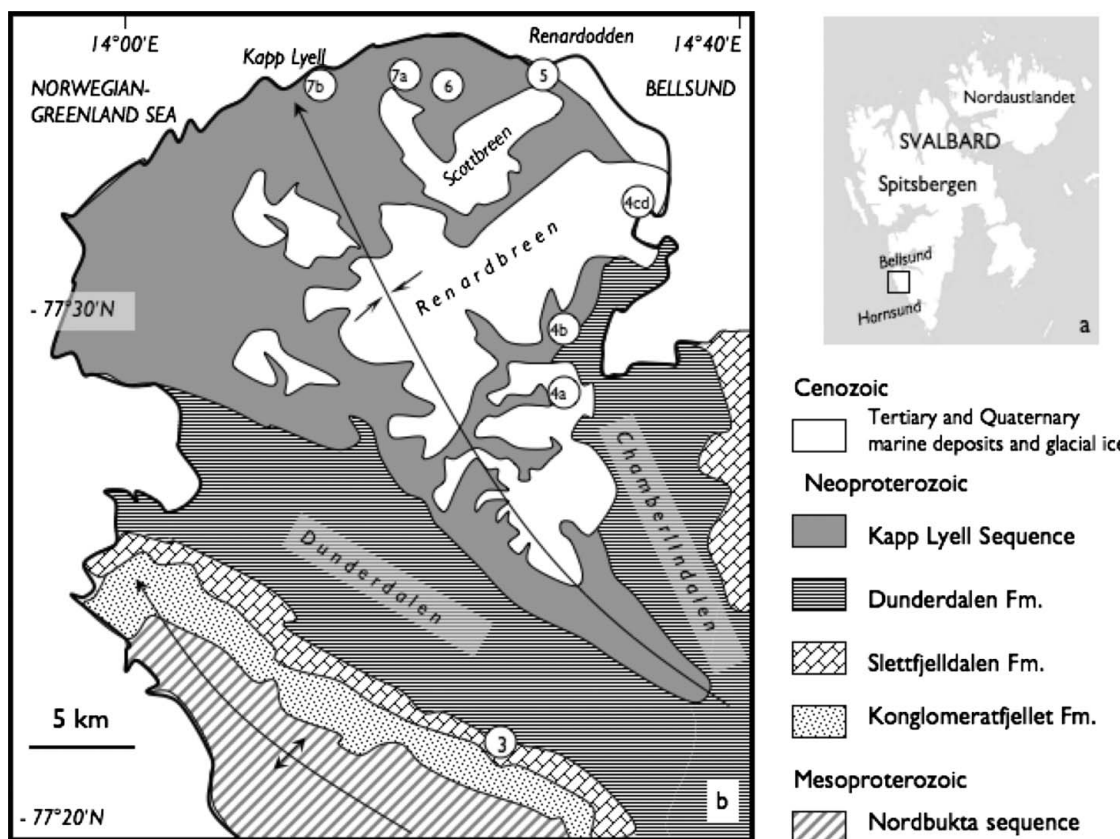 14°00'E
Kapp Lyell
Renardodden
14°40'E
NORWEGIAN-
GREENLAND SEA
BELLSUND
7b
7a
6
5
Scottbreen
4cd
Renardbreen
- 77°30'N
4b
4a
Chamberlindalen
Dunderdalen
5 km
3
- 77°20'N
b
Nordaustlandet
SVALBARD
Spitsbergen
Bellsund
Hornsund
a
Cenozoic
Tertiary and Quaternary
marine deposits and glacial ice
Neoproterozoic
Kapp Lyell Sequence
Dunderdalen Fm.
Slettfjelldalen Fm.
Konglomeratfjellet Fm.
Mesoproterozoic
Nordbukta sequence